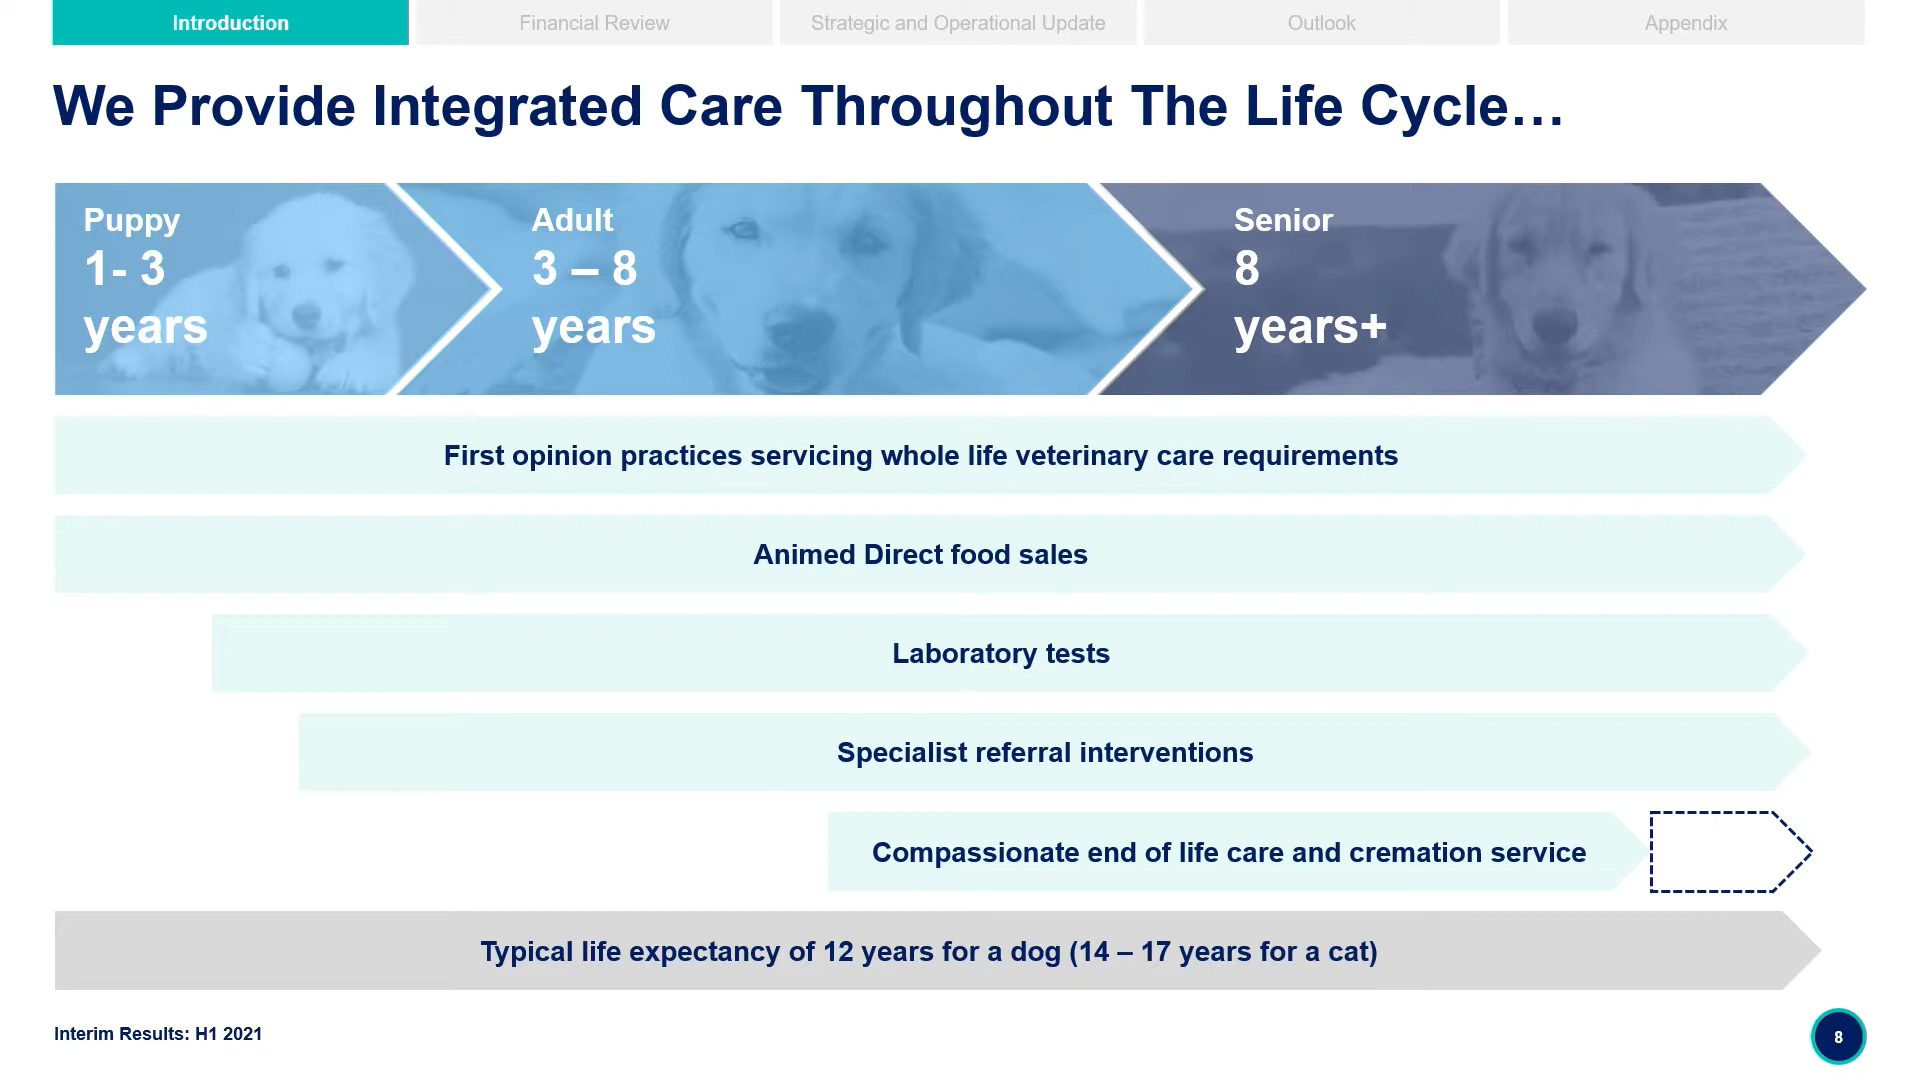 Introduction
Financial Review
Strategic and Operational Update
Outlook
Appendix
We Provide Integrated Care Throughout The Life Cycle…
Puppy
1- 3
years
Adult
3 – 8
years
Senior
8
years+
First opinion practices servicing whole life veterinary care requirements
Animed Direct food sales
Laboratory tests
Specialist referral interventions
Compassionate end of life care and cremation service
Typical life expectancy of 12 years for a dog (14 – 17 years for a cat)
Interim Results: H1 2021
8